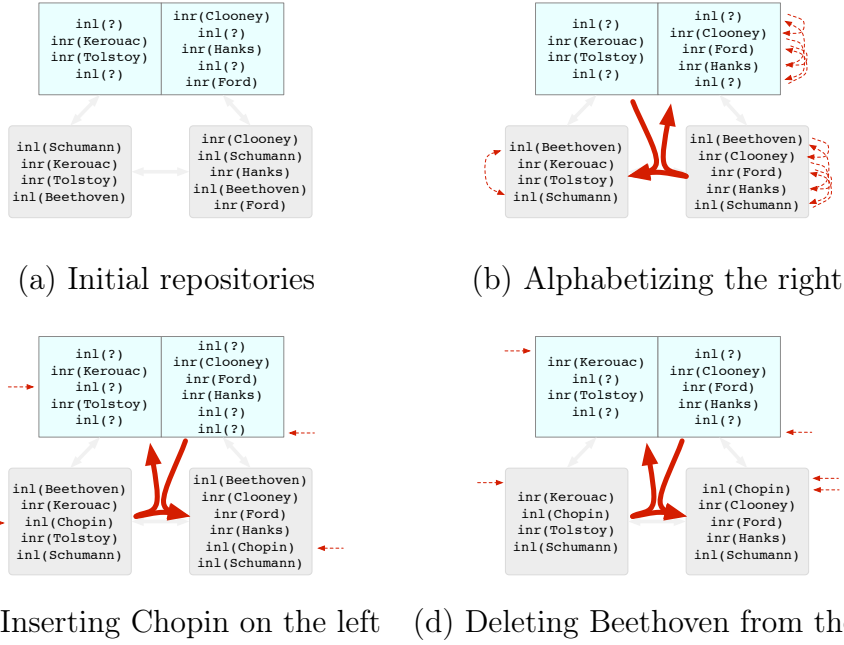 inl(?)
inr(Kerouac)
inr(Tolstoy)
inl(?)
inr(Clooney)
inl(?)
inr(Hanks)
inl(?)
inr(Ford)
inl(Schumann)
inr(Kerouac)
inr(Tolstoy)
inl(Beethoven)
inr(Clooney)
inl(Schumann)
inr(Hanks)
inl(Beethoven)
inr(Ford)
(a) Initial repositories
inl(?)
inr(Kerouac)
inr(Tolstoy)
inl(?)
inl(?)
inr(Clooney)
inr(Ford)
inr(Hanks)
inl(?)
inl(Beethoven)
inr(Kerouac)
inr(Tolstoy)
inl(Schumann)
inl(Beethoven)
inr(Clooney)
inr(Ford)
inr(Hanks)
inl(Schumann)
(b) Alphabetizing the right
inl(?)
inr(Kerouac)
inl(?)
inr(Tolstoy)
inl(?)
inl(?)
inr(Clooney)
inr(Ford)
inr(Hanks)
inl(?)
inl(?)
inl(Beethoven)
inr(Kerouac)
inl(Chopin)
inr(Tolstoy)
inl(Schumann)
inl(Beethoven)
inr(Clooney)
inr(Ford)
inr(Hanks)
inl(Chopin)
inl(Schumann)
Inserting Chopin on the left
inr(Kerouac)
inl(?)
inr(Tolstoy)
inl(?)
inl(?)
inr(Clooney)
inr(Ford)
inr(Hanks)
inl(?)
inr(Kerouac)
inl(Chopin)
inr(Tolstoy)
inl(Schumann)
inl(Chopin)
inr(Clooney)
inr(Ford)
inr(Hanks)
inl(Schumann)
(d) Deleting Beethoven from the